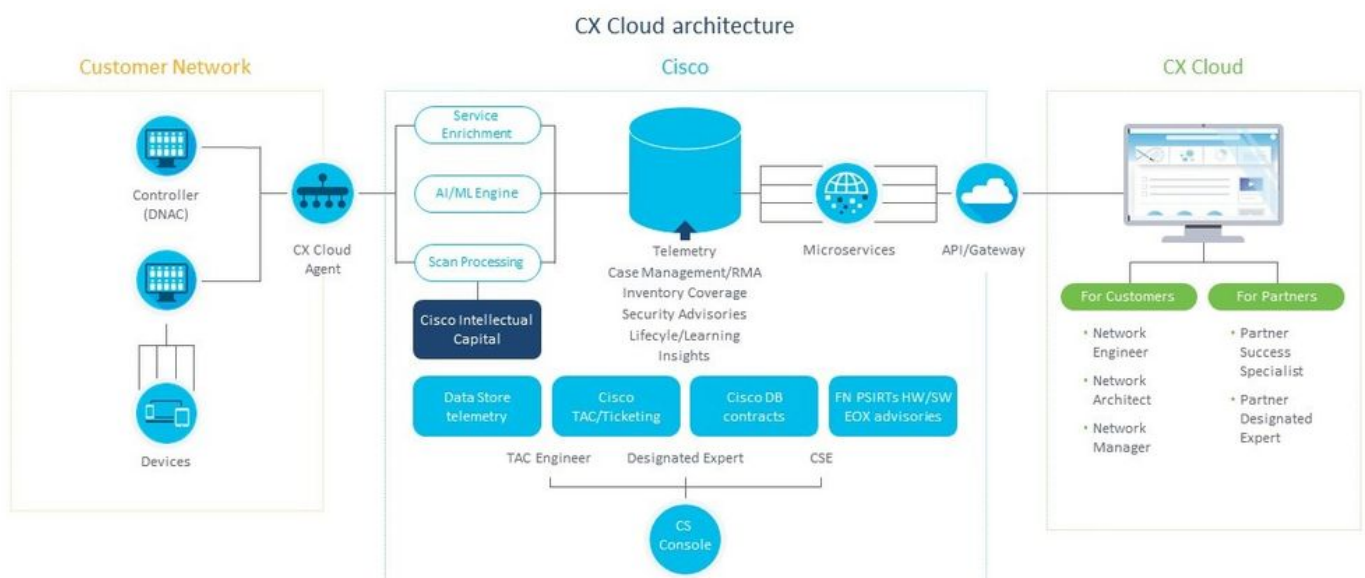 CX Cloud architecture
Customer Network
Cisco
CX Cloud
Controller
(DNAC)
Devices
CX Cloud
Agent
Service
Enrichment
AI/ML Engine
Scan Processing
Cisco Intellectual
Capital
Telemetry
Case Management/RMA
Inventory Coverage
Security Advisories
Lifecyle/Learning
Insights
Microservices
API/Gateway
Data Store
telemetry
Cisco
TAC/Ticketing
Cisco DB
contracts
FN PSIRTs HW/SW
EOX advisories
TAC Engineer
Designated Expert
CSE
CS
Console
For Customers
• Network
Engineer
• Network
Architect
• Network
Manager
For Partners
• Partner
Success
Specialist
• Partner
Designated
Expert